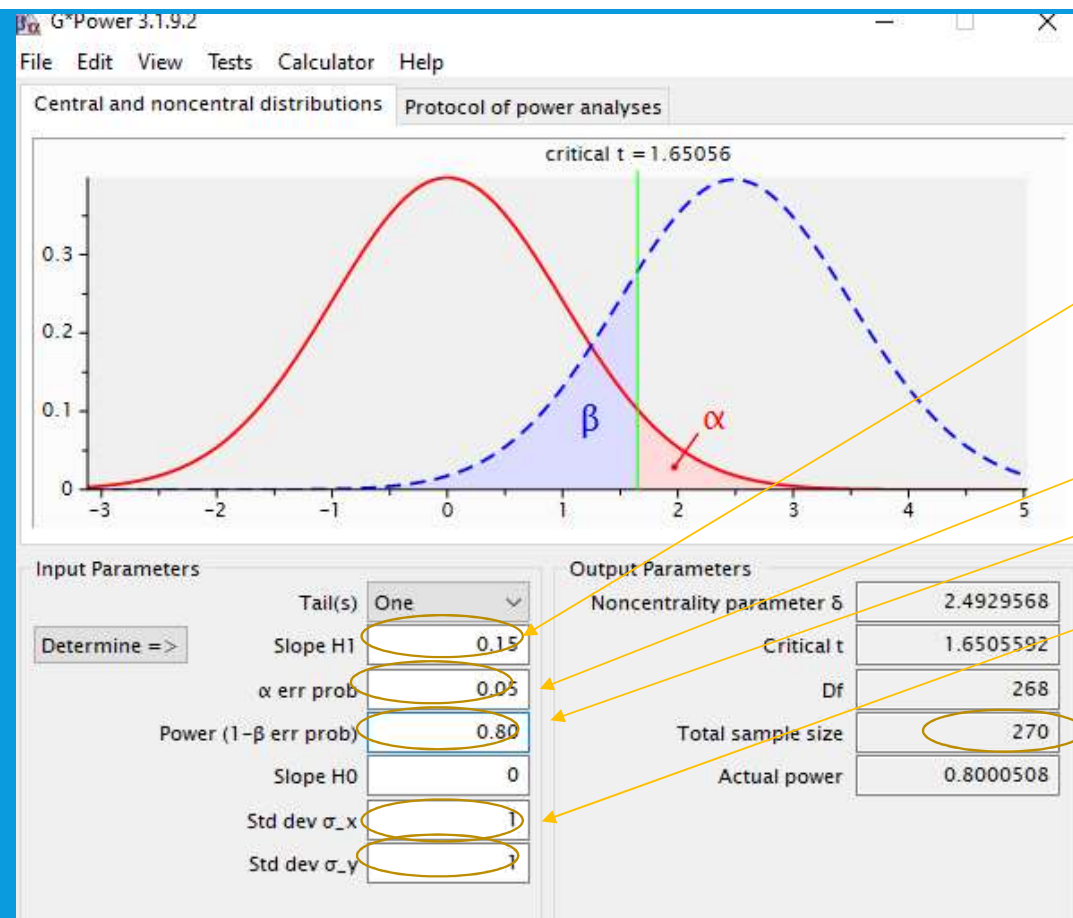 βα G*Power 3.1.9.2
File Edit View Tests Calculator Help
Central and noncentral distributions Protocol of power analyses
critical t = 1.65056
0.3
0.2
0.1
0
β
α
-3 -2 -1 0 1 2 3 4 5
Input Parameters
Tail(s) One
Determine =>
Slope H1 0.15
α err prob 0.05
Power (1-β err prob) 0.80
Slope H0 0
Std dev σ_x 1
Std dev σ_y 1
Output Parameters
Noncentrality parameter δ 2.4929568
Critical t 1.6505592
Df 268
Total sample size 270
Actual power 0.8000508